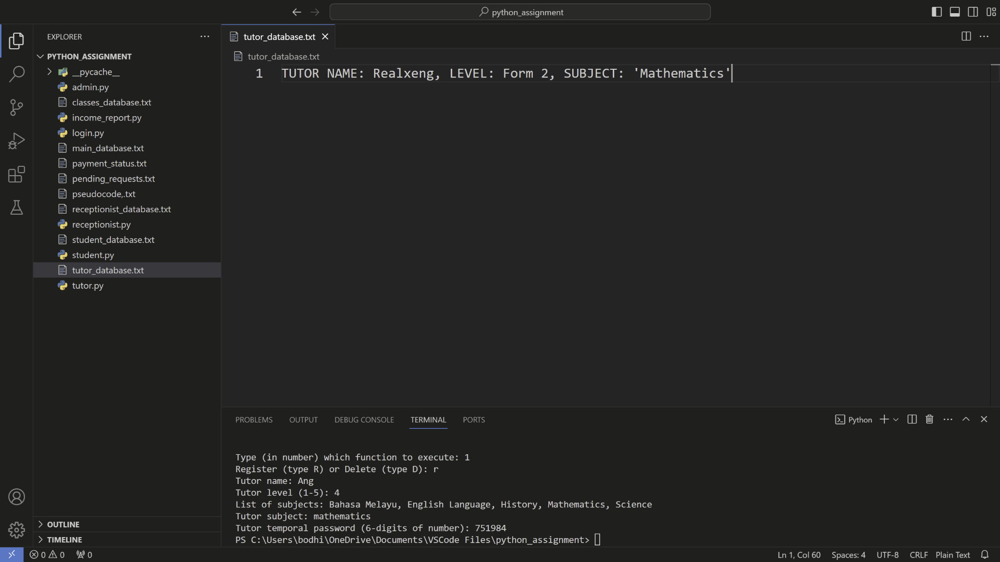 python_assignment
EXPLORER
PYTHON_ASSIGNMENT
__pycache__
admin.py
classes_database.txt
income_report.py
login.py
main_database.txt
payment_status.txt
pending_requests.txt
pseudocode,.txt
receptionist_database.txt
receptionist.py
student_database.txt
student.py
tutor_database.txt
tutor.py
OUTLINE
TIMELINE
tutor_database.txt
tutor_database.txt
1 TUTOR NAME: Realxeng, LEVEL: Form 2, SUBJECT: 'Mathematics'
PROBLEMS OUTPUT DEBUG CONSOLE TERMINAL PORTS
Python
Type (in number) which function to execute: 1
Register (type R) or Delete (type D): r
Tutor name: Ang
Tutor level (1-5): 4
List of subjects: Bahasa Melayu, English Language, History, Mathematics, Science
Tutor subject: mathematics
Tutor temporal password (6-digits of number): 751984
PS C:\Users\bodhi\OneDrive\Documents\VSCode Files\python_assignment>
0 0 0
Ln 1, Col 60 Spaces: 4 UTF-8 CRLF Plain Text